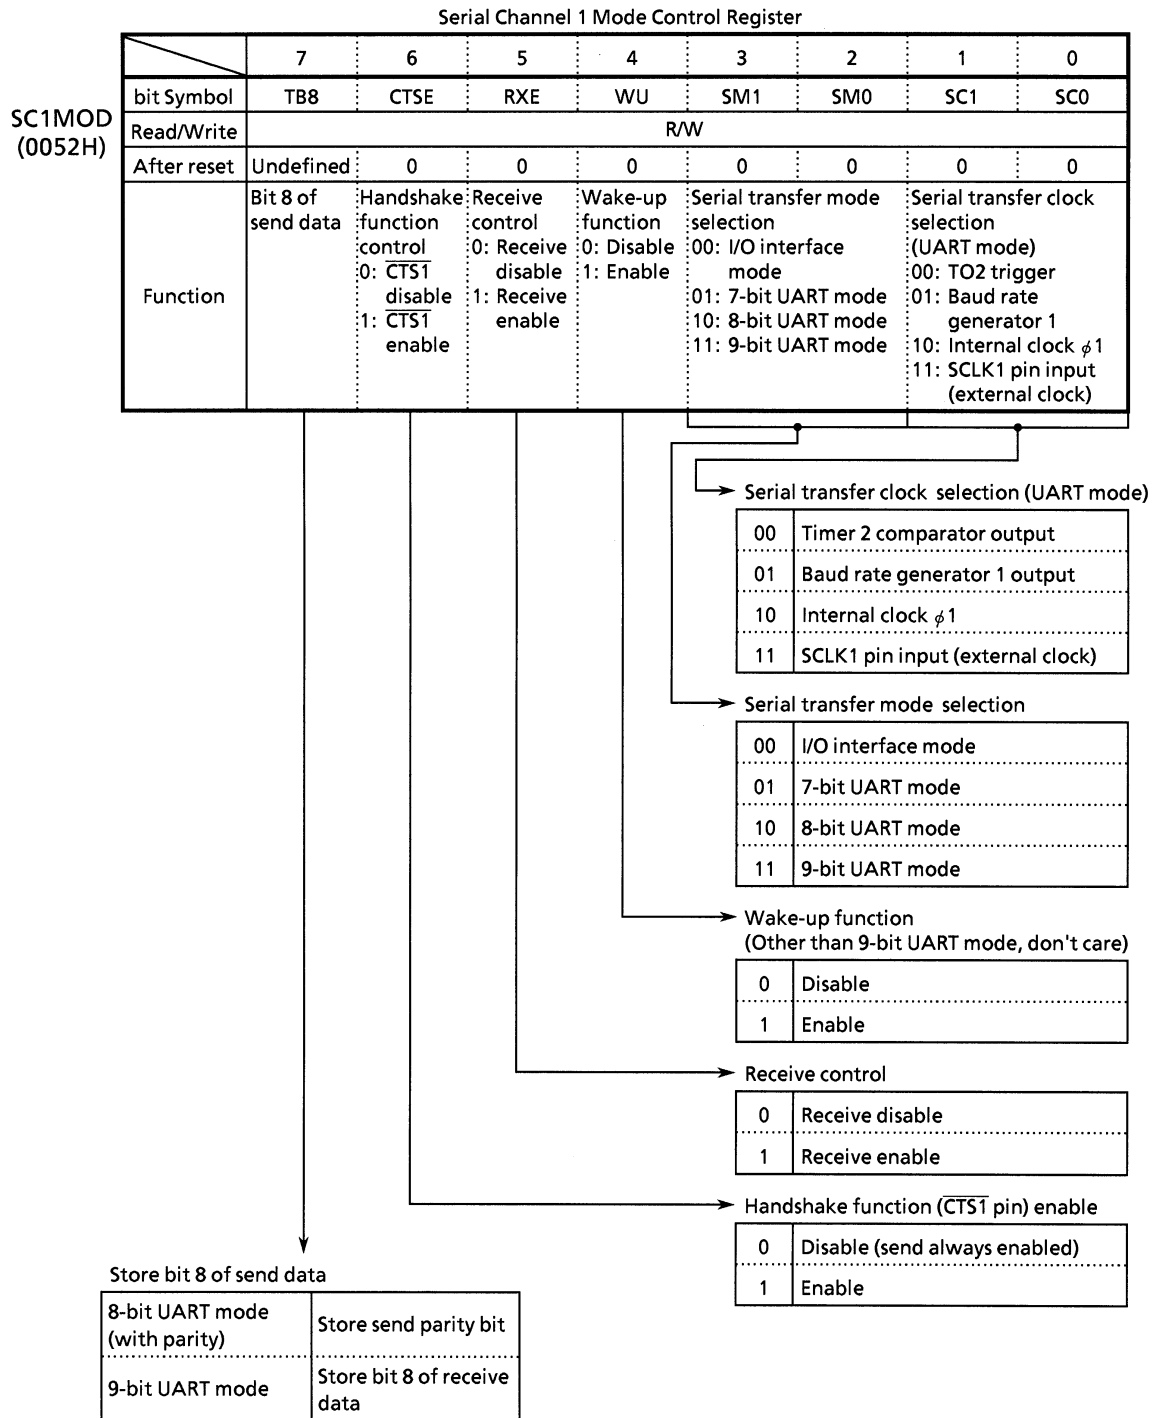 Serial Channel 1 Mode Control Register
7 6 5 4 3 2 1 0
bit Symbol TB8 CTSE RXE WU SM1 SM0 SC1 SC0
SC1MOD
(0052H)
Read/Write R/W
After reset Undefined 0 0 0 0 0 0 0
Function
Bit 8 of
send data
Handshake
function
control
0: CTS1
disable
1: CTS1
enable
Receive
control
0: Receive
disable
1: Receive
enable
Wake-up
function
0: Disable
1: Enable
Serial transfer mode
selection
00: I/O interface
mode
01: 7-bit UART mode
10: 8-bit UART mode
11: 9-bit UART mode
Serial transfer clock
selection
(UART mode)
00: TO2 trigger
01: Baud rate
generator 1
10: Internal clock ϕ1
11: SCLK1 pin input
(external clock)
Serial transfer clock selection (UART mode)
00 Timer 2 comparator output
01 Baud rate generator 1 output
10 Internal clock ϕ1
11 SCLK1 pin input (external clock)
Serial transfer mode selection
00 I/O interface mode
01 7-bit UART mode
10 8-bit UART mode
11 9-bit UART mode
Wake-up function
(Other than 9-bit UART mode, don't care)
0 Disable
1 Enable
Receive control
0 Receive disable
1 Receive enable
Handshake function (CTS1 pin) enable
0 Disable (send always enabled)
1 Enable
Store bit 8 of send data
8-bit UART mode
(with parity)
Store send parity bit
9-bit UART mode
Store bit 8 of receive
data